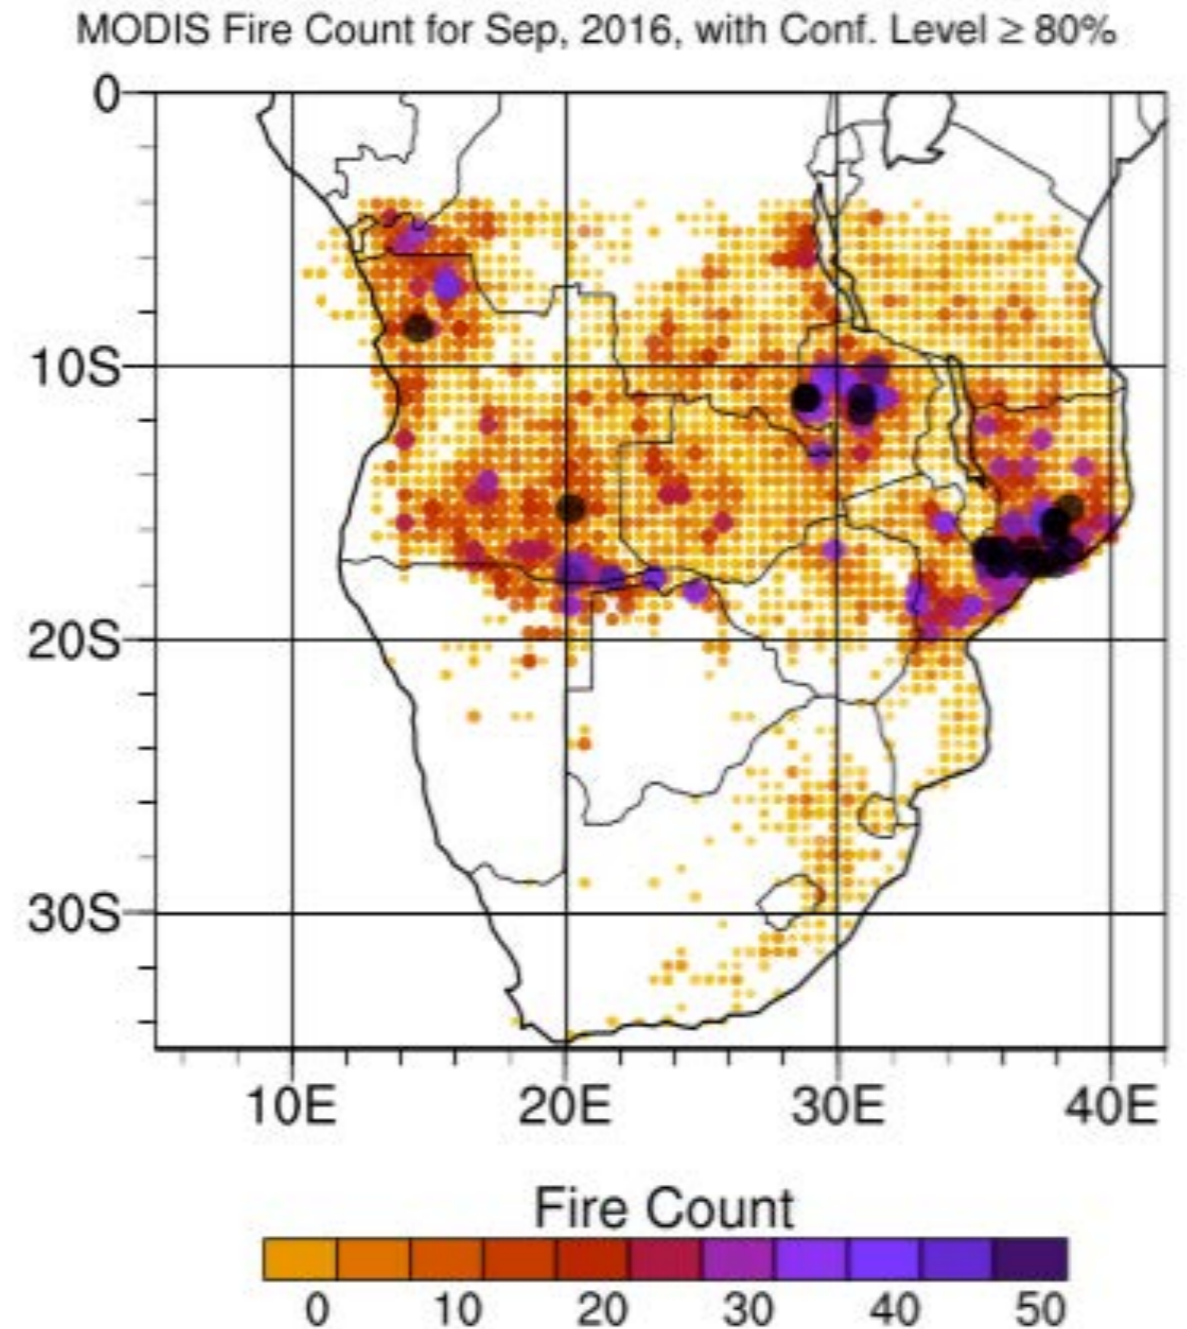 MODIS Fire Count for Sep, 2016, with Conf. Level ≥ 80%
0
10S
20S
30S
10E 20E 30E 40E
Fire Count
0 10 20 30 40 50